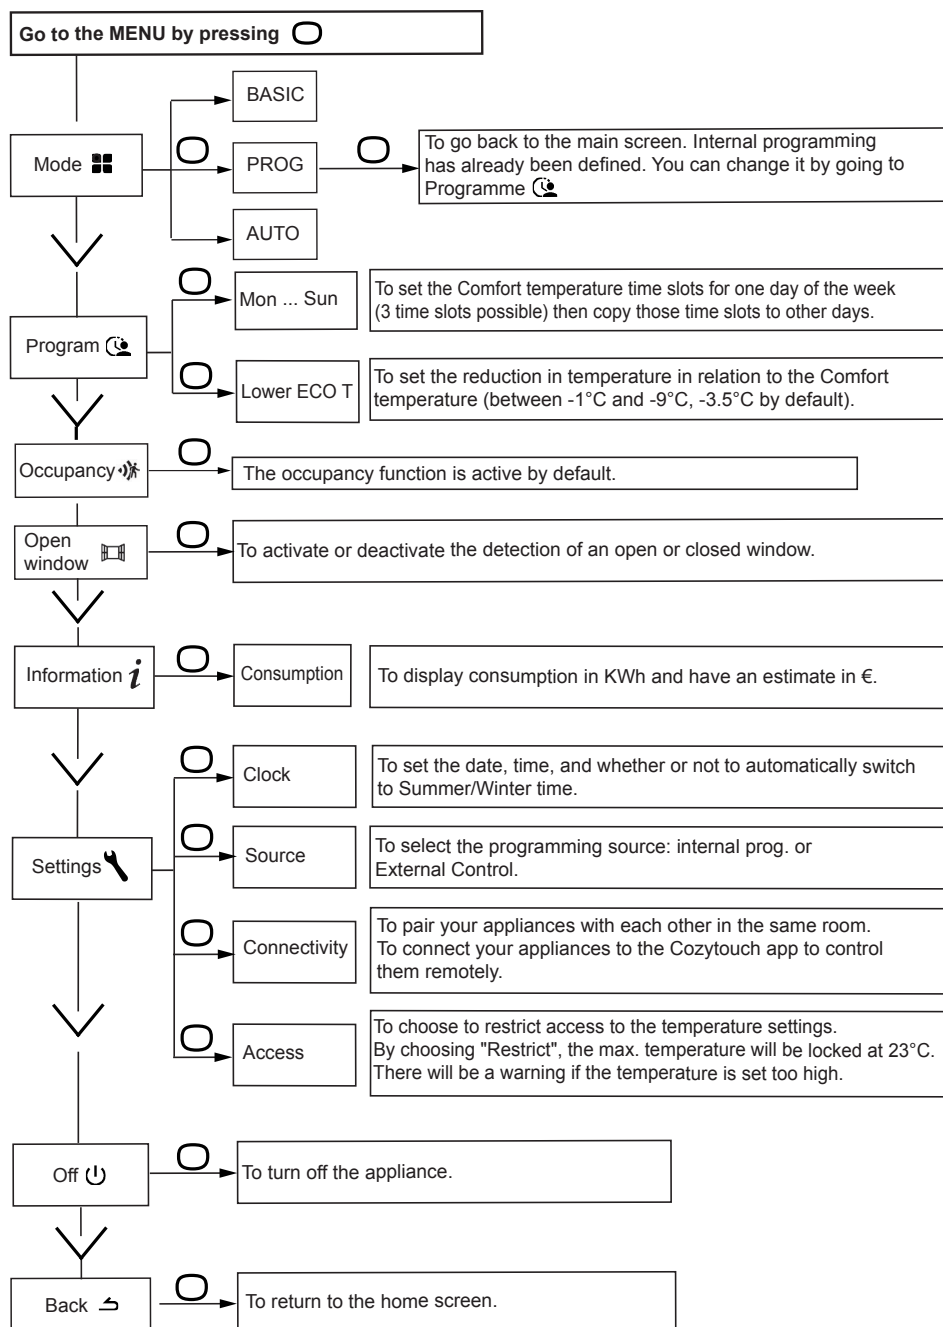 Go to the MENU by pressing
BASIC
Mode
PROG
To go back to the main screen. Internal programming
has already been defined. You can change it by going to
Programme
AUTO
Program
Mon ... Sun
To set the Comfort temperature time slots for one day of the week
(3 time slots possible) then copy those time slots to other days.
Lower ECO T
To set the reduction in temperature in relation to the Comfort
temperature (between -1°C and -9°C, -3.5°C by default).
Occupancy
The occupancy function is active by default.
Open
window
To activate or deactivate the detection of an open or closed window.
Information i
Consumption
To display consumption in KWh and have an estimate in €.
Settings
Clock
To set the date, time, and whether or not to automatically switch
to Summer/Winter time.
Source
To select the programming source: internal prog. or
External Control.
Connectivity
To pair your appliances with each other in the same room.
To connect your appliances to the Cozytouch app to control
them remotely.
Access
To choose to restrict access to the temperature settings.
By choosing "Restrict", the max. temperature will be locked at 23°C.
There will be a warning if the temperature is set too high.
Off
To turn off the appliance.
Back
To return to the home screen.